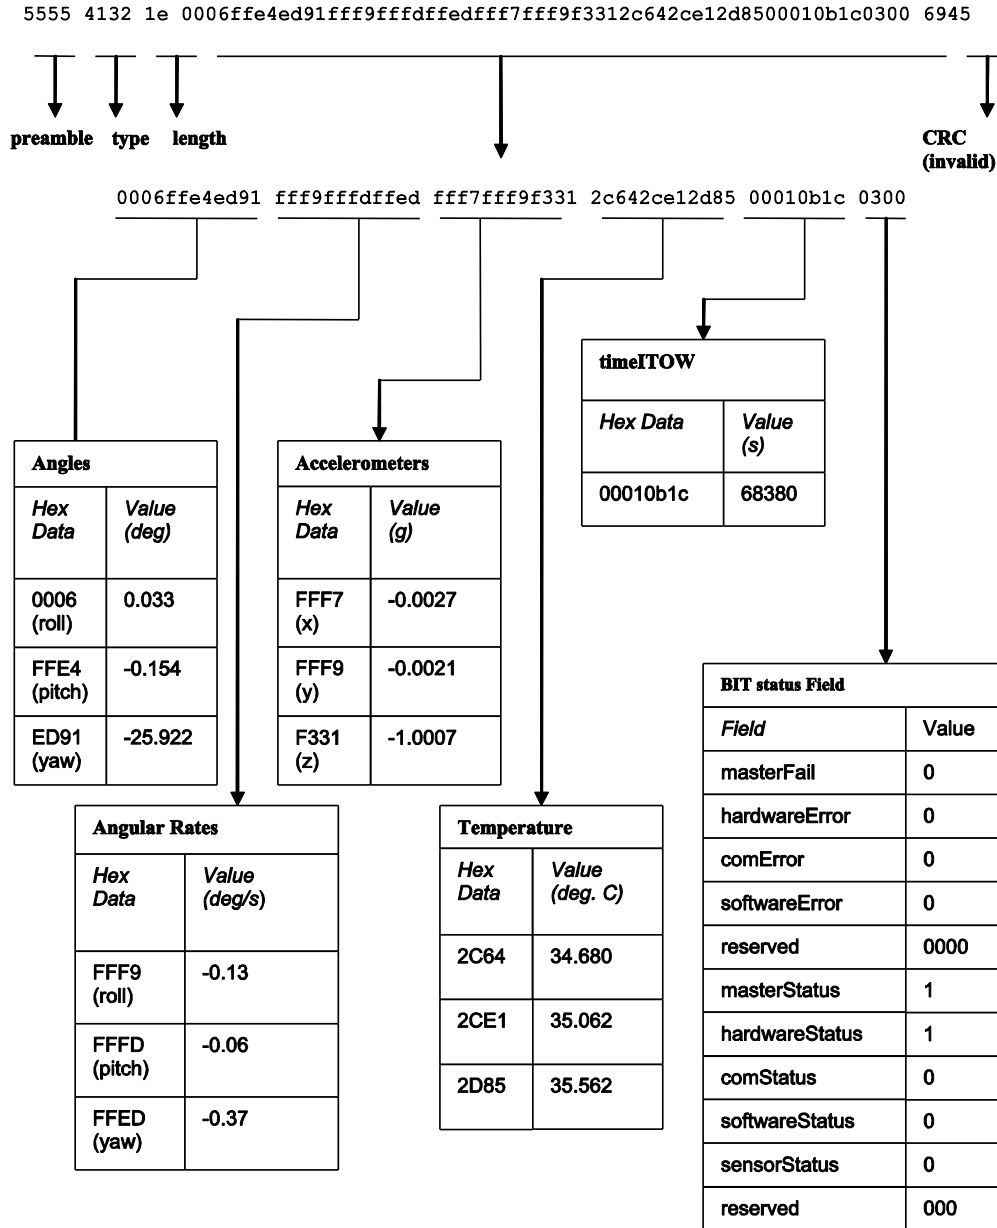 5555 4132 1e 0006ffe4ed91fff9fffdffedfff7fff9f3312c642ce12d8500010b1c0300 6945
preamble type length
CRC
(invalid)
0006ffe4ed91 fff9fffdffed fff7fff9f331 2c642ce12d85 00010b1c 0300
timeITOW
Hex Data
Value
(s)
00010b1c
68380
Angles
Hex
Data
Value
(deg)
0006
(roll)
0.033
FFE4
(pitch)
-0.154
ED91
(yaw)
-25.922
Accelerometers
Hex
Data
Value
(g)
FFF7
(x)
-0.0027
FFF9
(y)
-0.0021
F331
(z)
-1.0007
Angular Rates
Hex
Data
Value
(deg/s)
FFF9
(roll)
-0.13
FFFD
(pitch)
-0.06
FFED
(yaw)
-0.37
Temperature
Hex
Data
Value
(deg. C)
2C64
34.680
2CE1
35.062
2D85
35.562
BIT status Field
Field
Value
masterFail
0
hardwareError
0
comError
0
softwareError
0
reserved
0000
masterStatus
1
hardwareStatus
1
comStatus
0
softwareStatus
0
sensorStatus
0
reserved
000